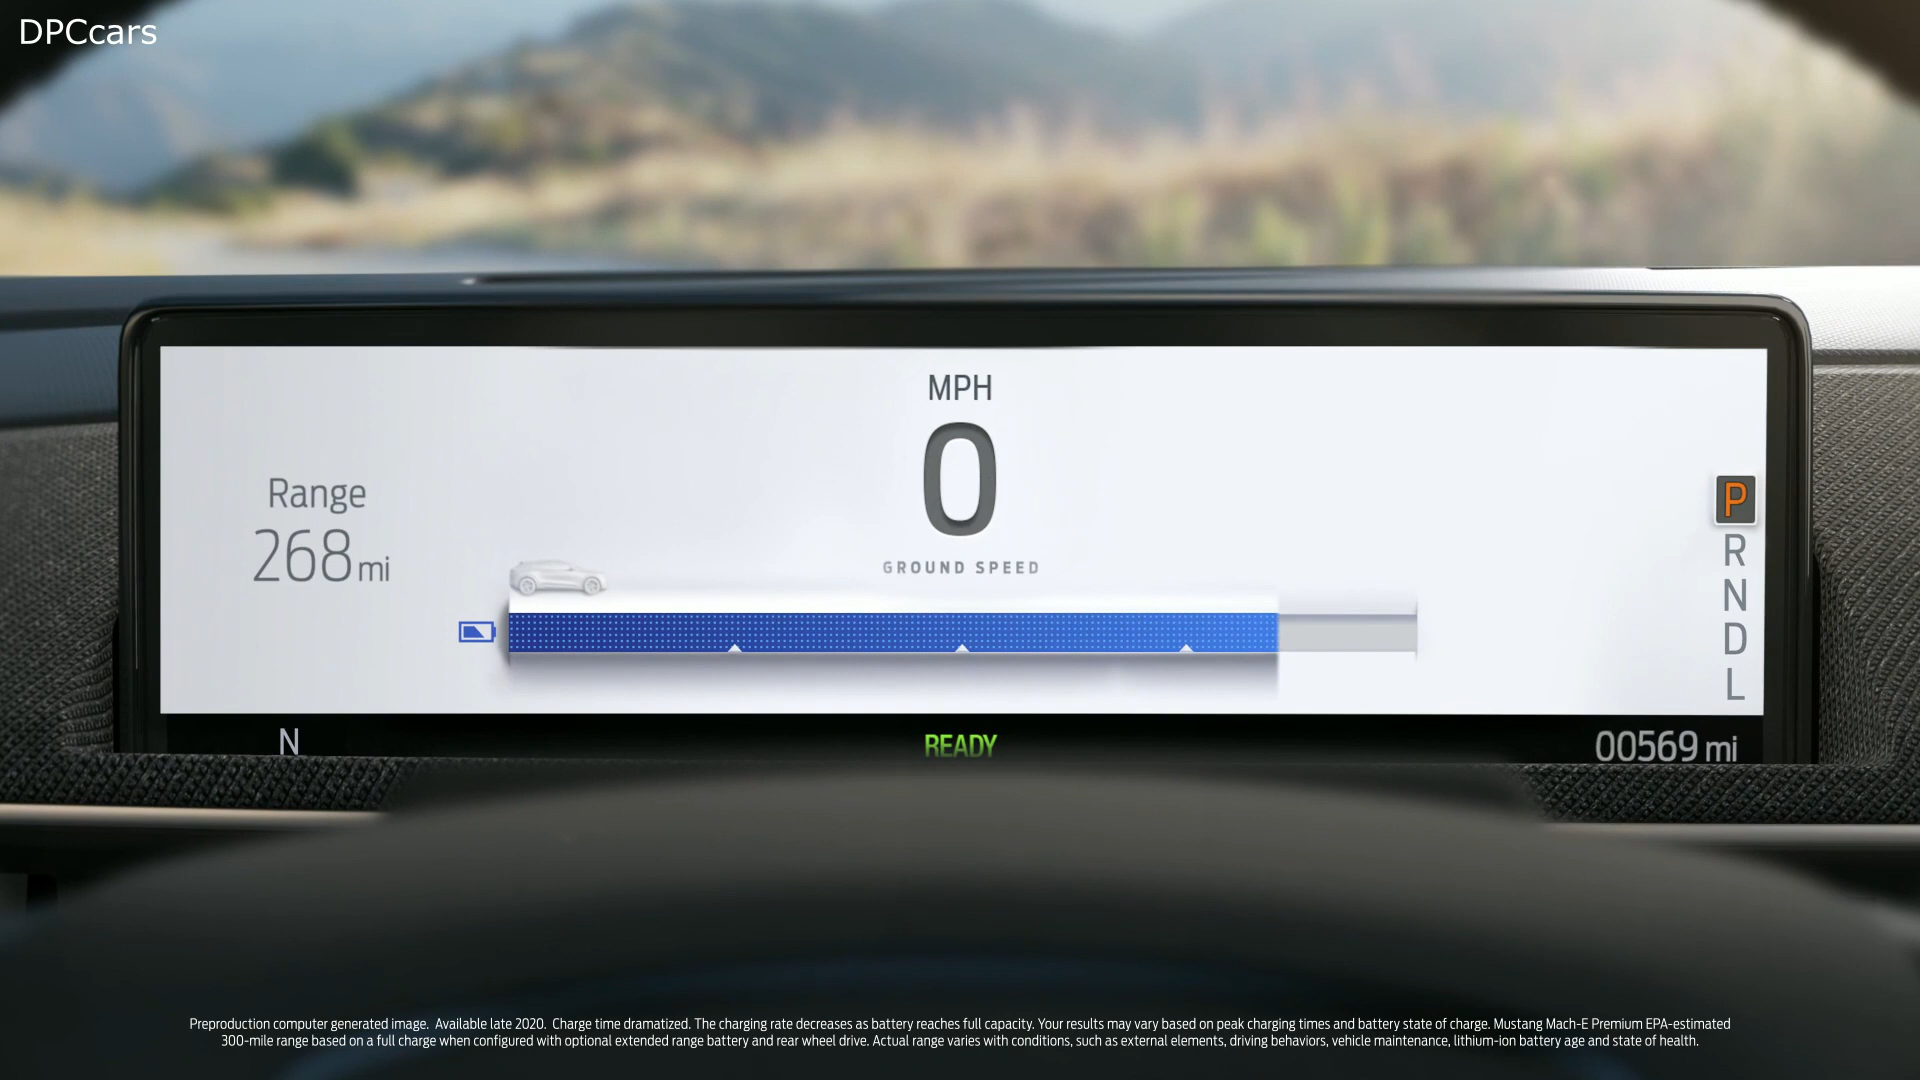 DPCcars
MPH
0
GROUND SPEED
Range
268 mi
P
R
N
D
L
N
READY
00569 mi
Preproduction computer generated image. Available late 2020. Charge time dramatized. The charging rate decreases as battery reaches full capacity. Your results may vary based on peak charging times and battery state of charge. Mustang Mach-E Premium EPA-estimated
300-mile range based on a full charge when configured with optional extended range battery and rear wheel drive. Actual range varies with conditions, such as external elements, driving behaviors, vehicle maintenance, lithium-ion battery age and state of health.